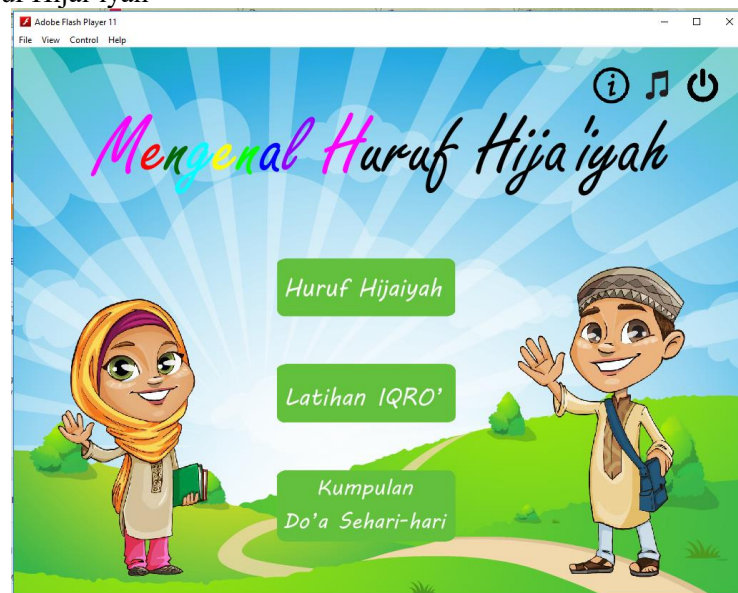 Adobe Flash Player 11
File View Control Help
Mengenal Huruf Hija'iyah
Huruf Hijaiyah
Latihan IQRO'
Kumpulan
Do'a Sehari-hari